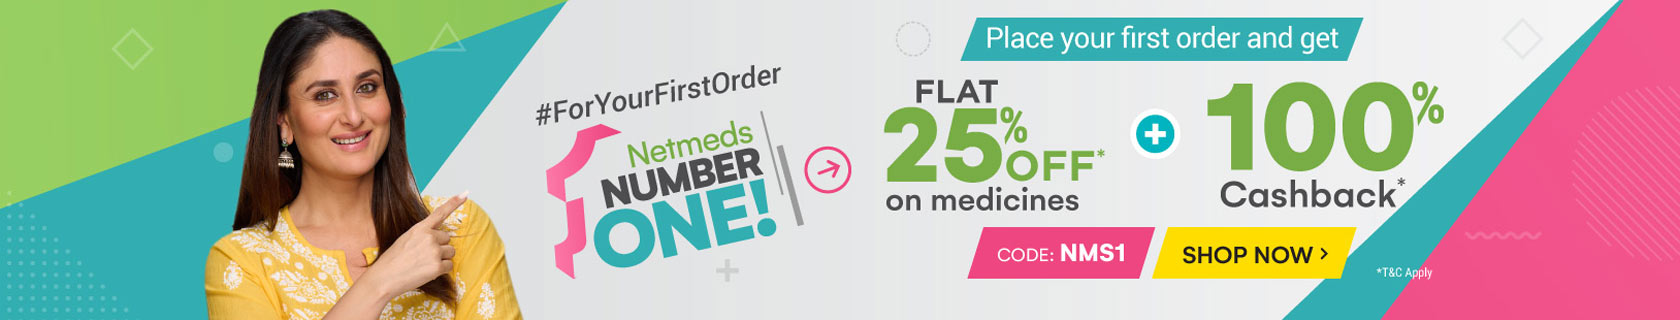 #ForYourFirstOrder
Netmeds
NUMBER
ONE!
Place your first order and get
FLAT
25% OFF*
on medicines
+
100%
Cashback*
CODE: NMS1
SHOP NOW >
*T&C Apply